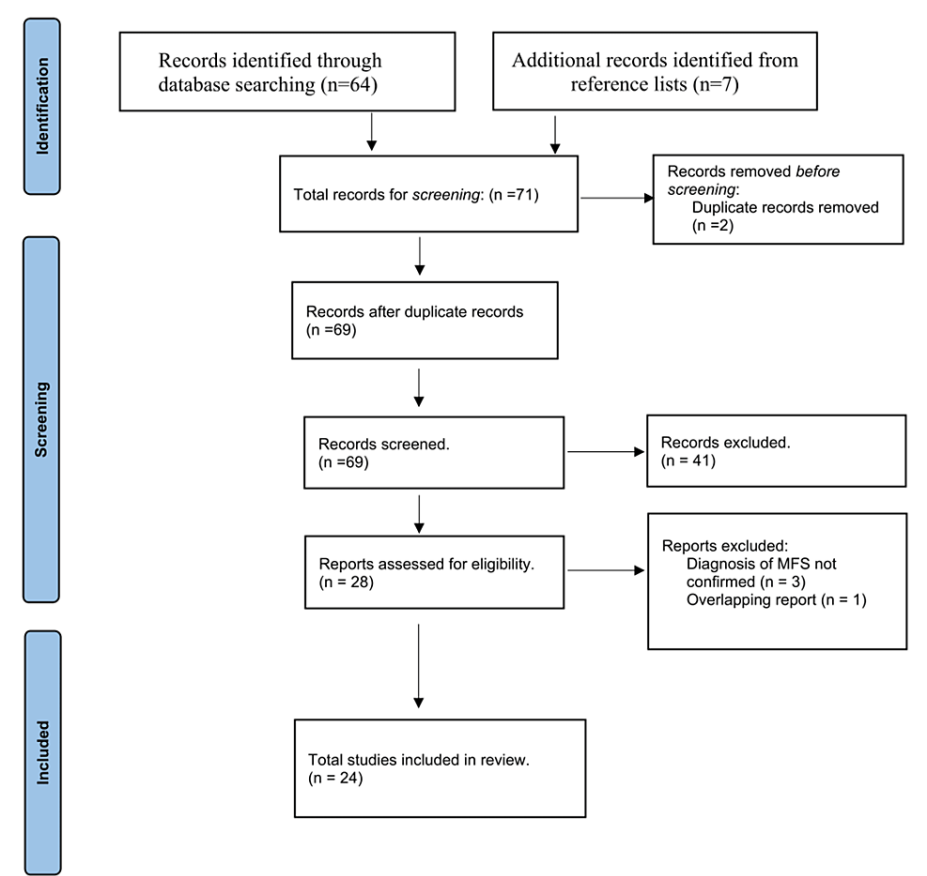 Identification
Records identified through
database searching (n=64)
Additional records identified from
reference lists (n=7)
Total records for screening: (n =71)
Records removed before
screening:
Duplicate records removed
(n =2)
Screening
Records after duplicate records
(n =69)
Records screened.
(n =69)
Records excluded.
(n = 41)
Reports assessed for eligibility.
(n = 28)
Reports excluded:
Diagnosis of MFS not
confirmed (n = 3)
Overlapping report (n = 1)
Included
Total studies included in review.
(n = 24)